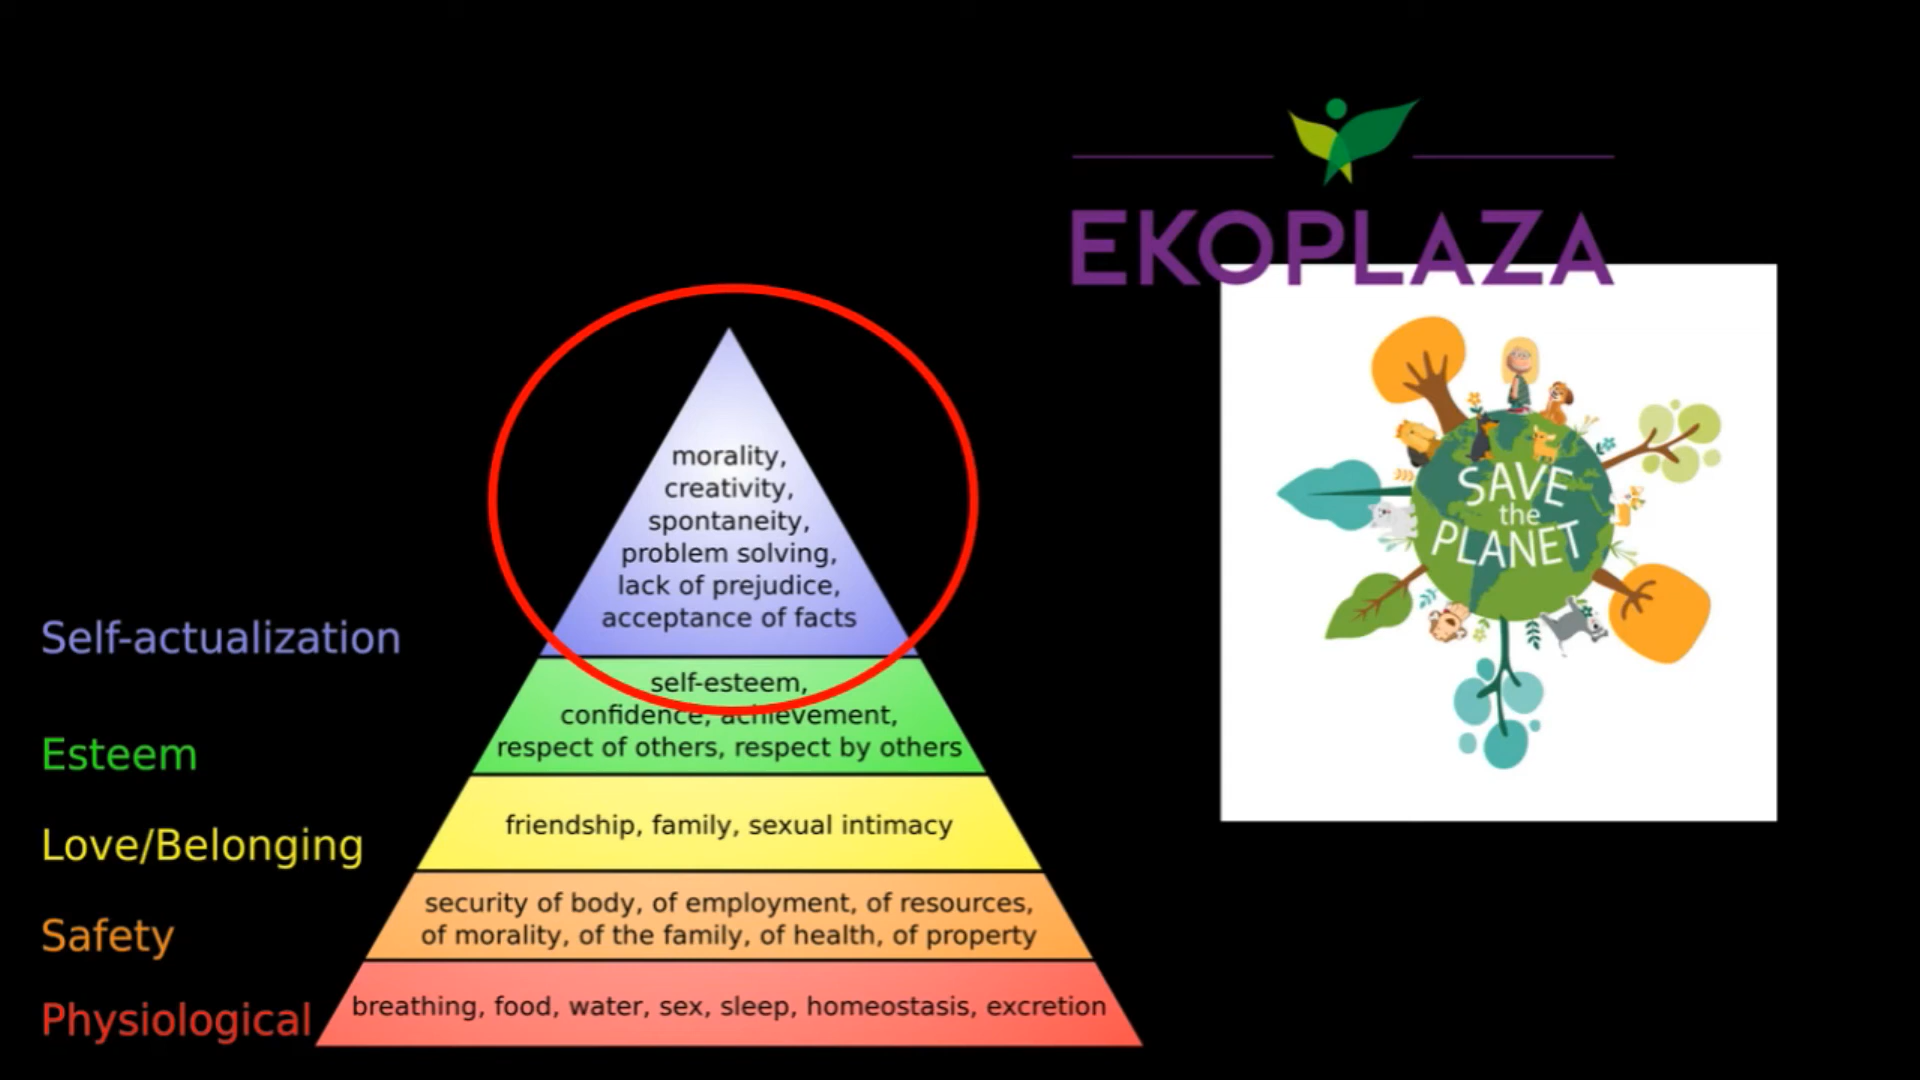 EKOPLAZA
SAVE
the
PLANET
morality,
creativity,
spontaneity,
problem solving,
lack of prejudice,
acceptance of facts
Self-actualization
self-esteem,
confidence, achievement,
respect of others, respect by others
Esteem
friendship, family, sexual intimacy
Love/Belonging
security of body, of employment, of resources,
of morality, of the family, of health, of property
Safety
breathing, food, water, sex, sleep, homeostasis, excretion
Physiological